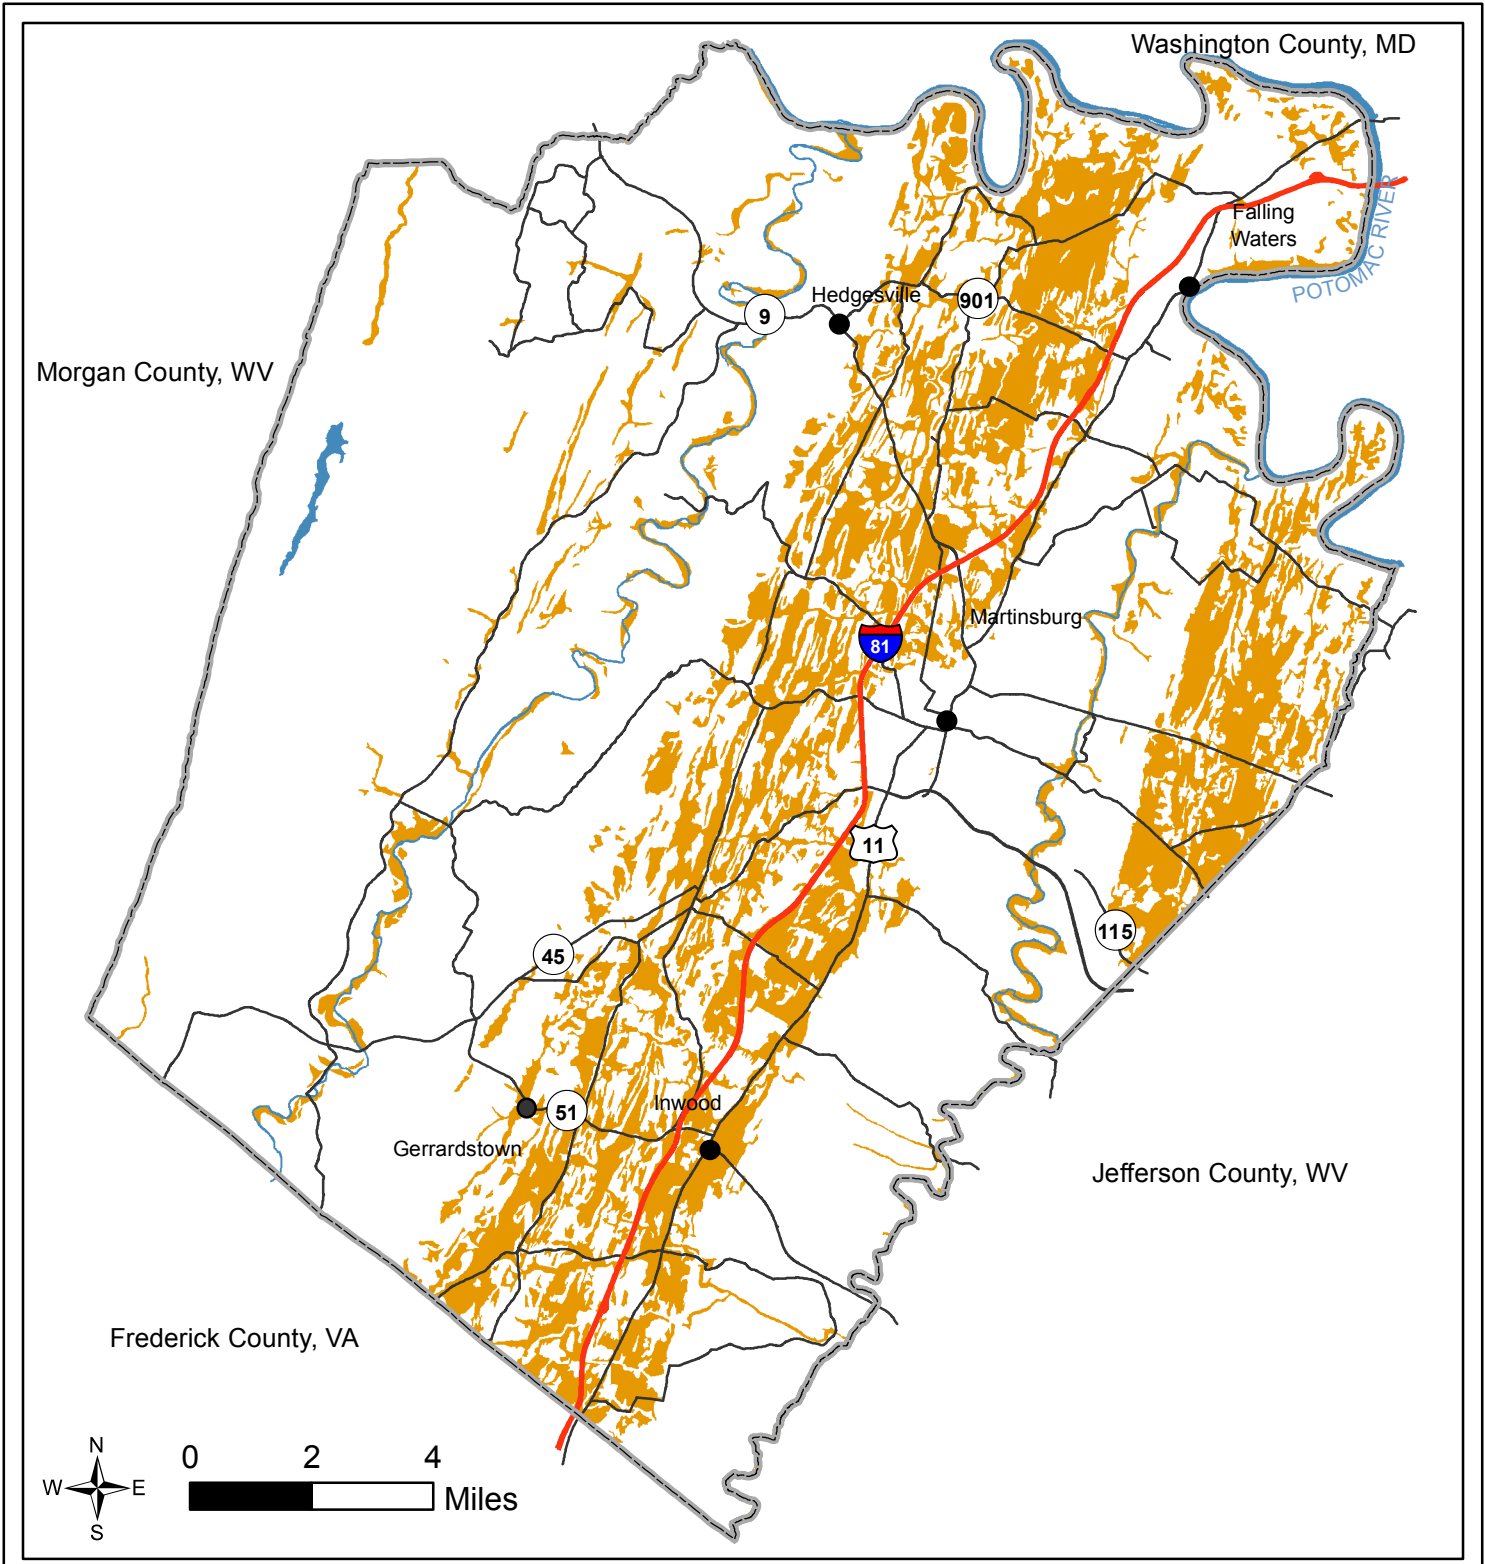 Washington County, MD
Falling
Waters
POTOMAC RIVER
Hedgesville
901
9
Morgan County, WV
Martinsburg
81
11
115
45
Inwood
51
Gerrardstown
Jefferson County, WV
Frederick County, VA
N
W E
S
0 2 4
Miles